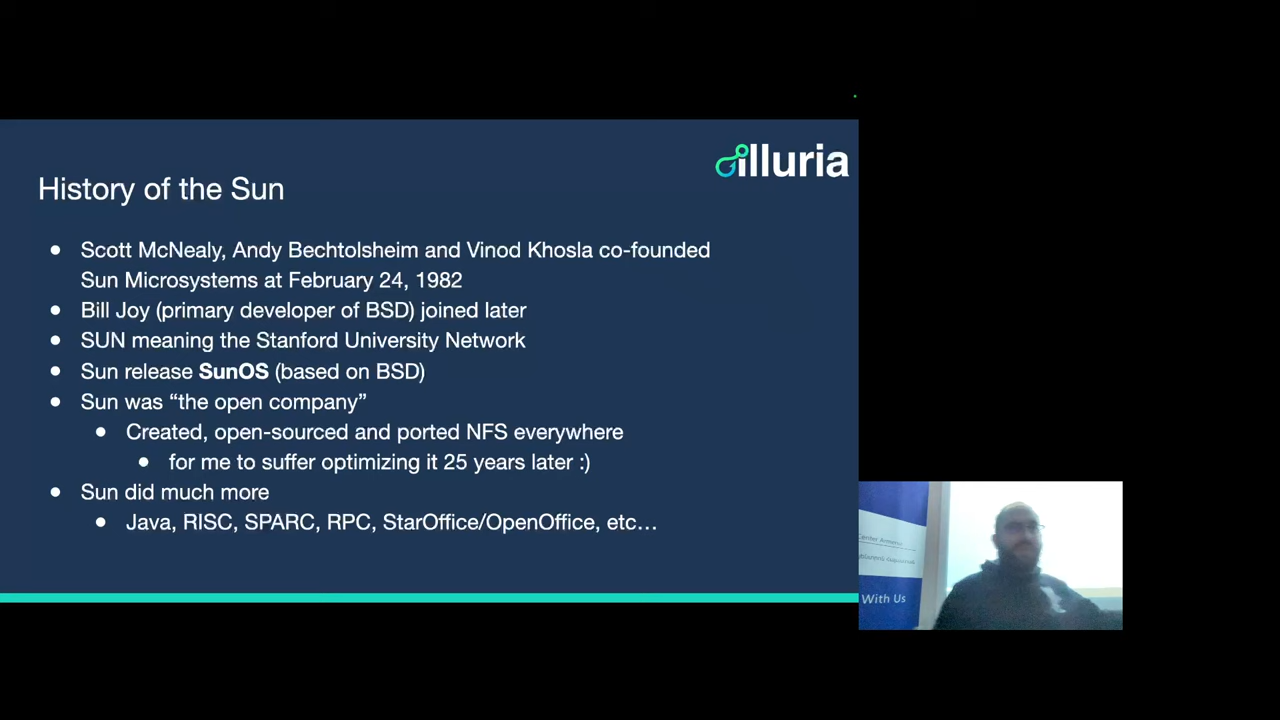 illuria
History of the Sun
Scott McNealy, Andy Bechtolsheim and Vinod Khosla co-founded
Sun Microsystems at February 24, 1982
Bill Joy (primary developer of BSD) joined later
SUN meaning the Stanford University Network
Sun release SunOS (based on BSD)
Sun was “the open company”
Created, open-sourced and ported NFS everywhere
for me to suffer optimizing it 25 years later :)
Sun did much more
Java, RISC, SPARC, RPC, StarOffice/OpenOffice, etc…
Center Armenia
With Us